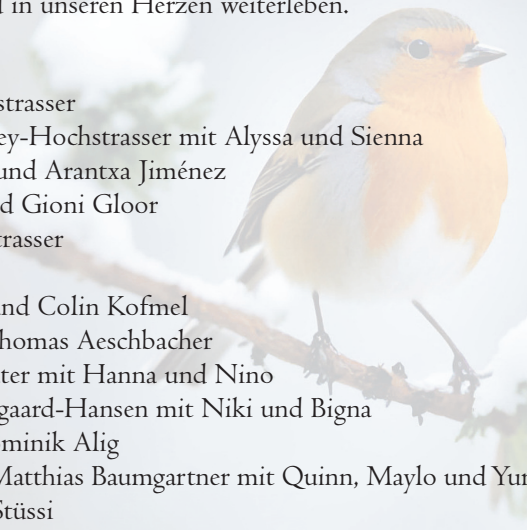 in unseren Herzen weiterleben.
strasser
ey-Hochstrasser mit Alyssa und Sienna
und Arantxa Jiménez
d Gioni Gloor
trasser
und Colin Kofmel
homas Aeschbacher
ter mit Hanna und Nino
gaard-Hansen mit Niki und Bigna
minik Alig
Matthias Baumgartner mit Quinn, Maylo und Yur
Stüssi